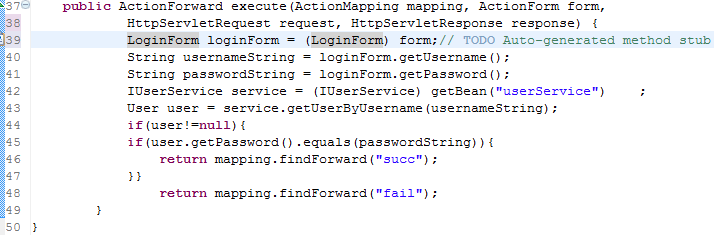 37 public ActionForward execute(ActionMapping mapping, ActionForm form,
38 HttpServletRequest request, HttpServletResponse response) {
39 LoginForm loginForm = (LoginForm) form;// TODO Auto-generated method stub
40 String usernameString = loginForm.getUsername();
41 String passwordString = loginForm.getPassword();
42 IUserService service = (IUserService) getBean("userService") ;
43 User user = service.getUserByUsername(usernameString);
44 if(user!=null){
45 if(user.getPassword().equals(passwordString)){
46 return mapping.findForward("succ");
47 }}
48 return mapping.findForward("fail");
49 }
50 }